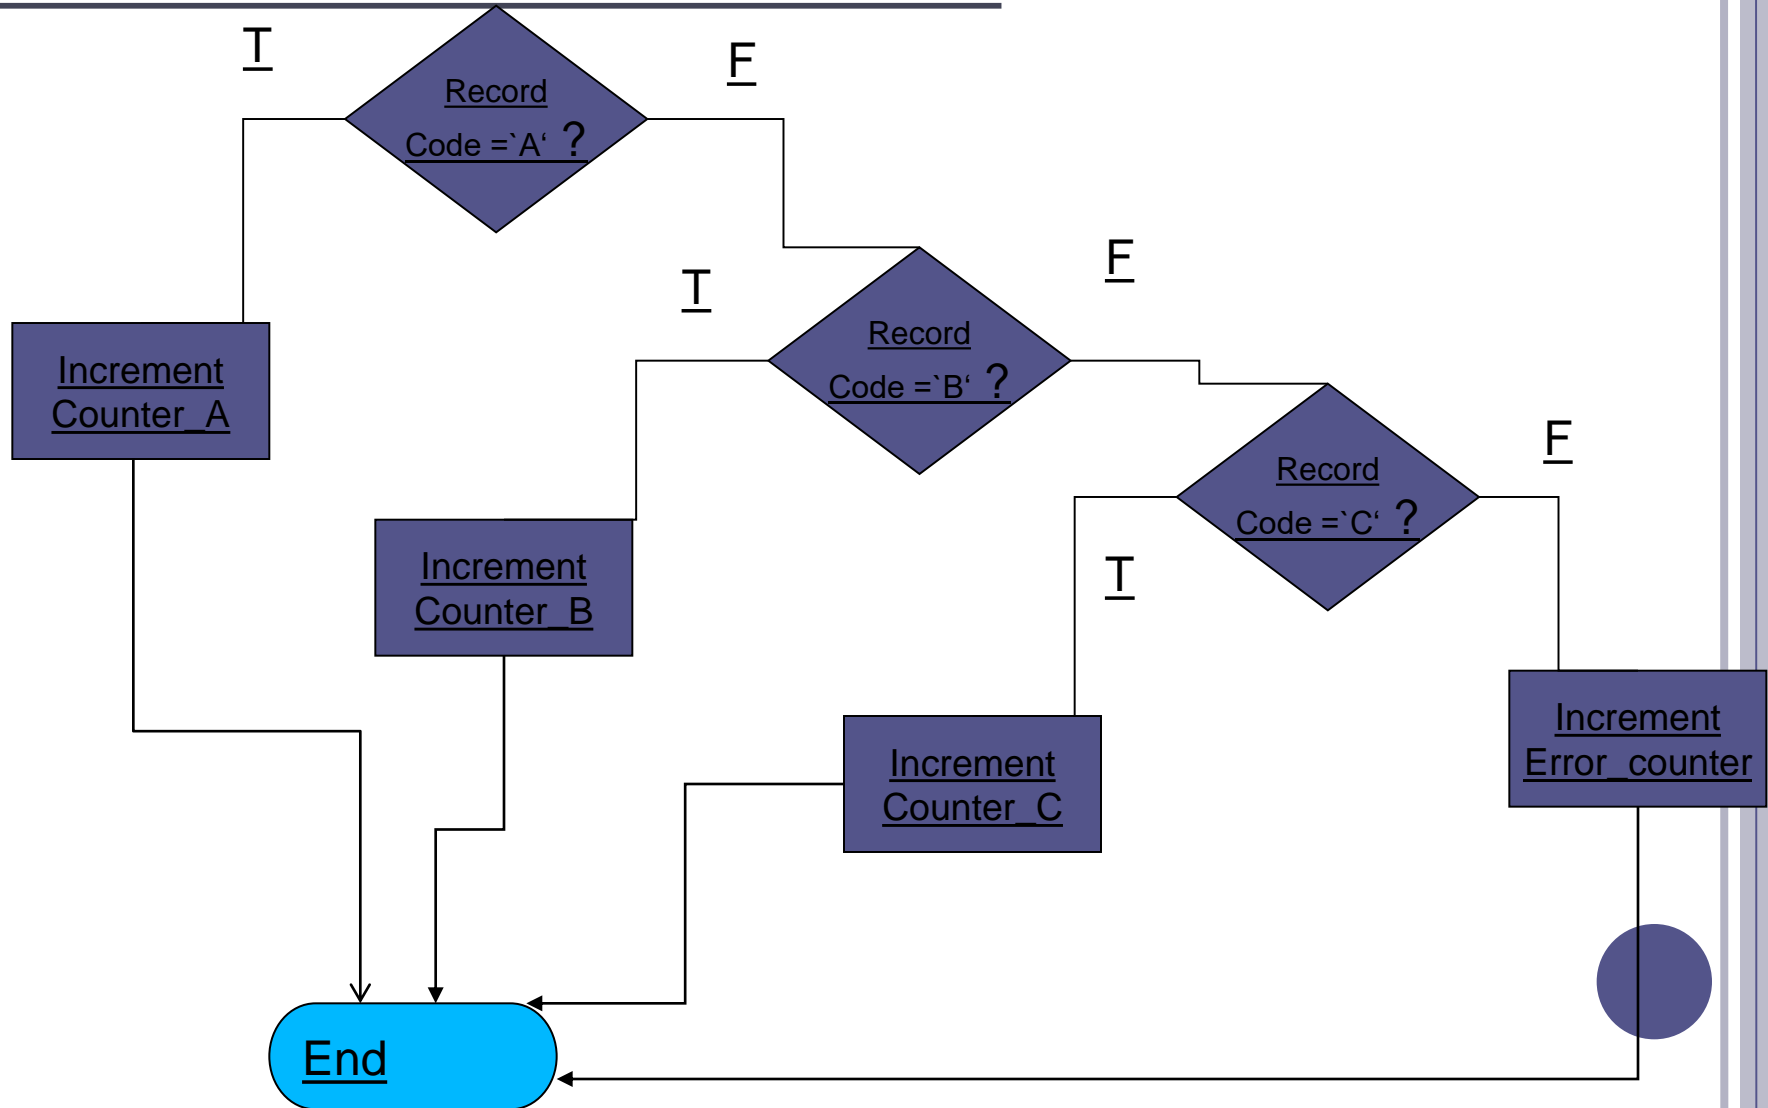 T
F
Record
Code =`A‘ ?
T
F
Record
Code =`B‘ ?
Increment
Counter_A
F
Record
Code =`C‘ ?
T
Increment
Counter_B
Increment
Counter_C
Increment
Error_counter
End